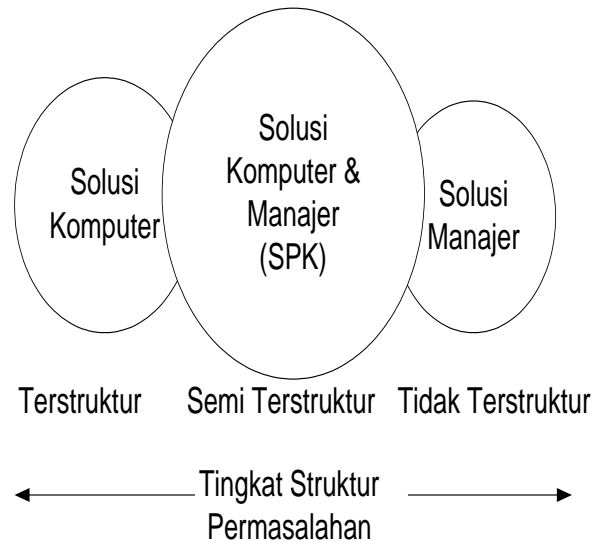 Solusi
Komputer
Solusi
Komputer &
Manajer
(SPK)
Solusi
Manajer
Terstruktur
Semi Terstruktur
Tidak Terstruktur
Tingkat Struktur
Permasalahan